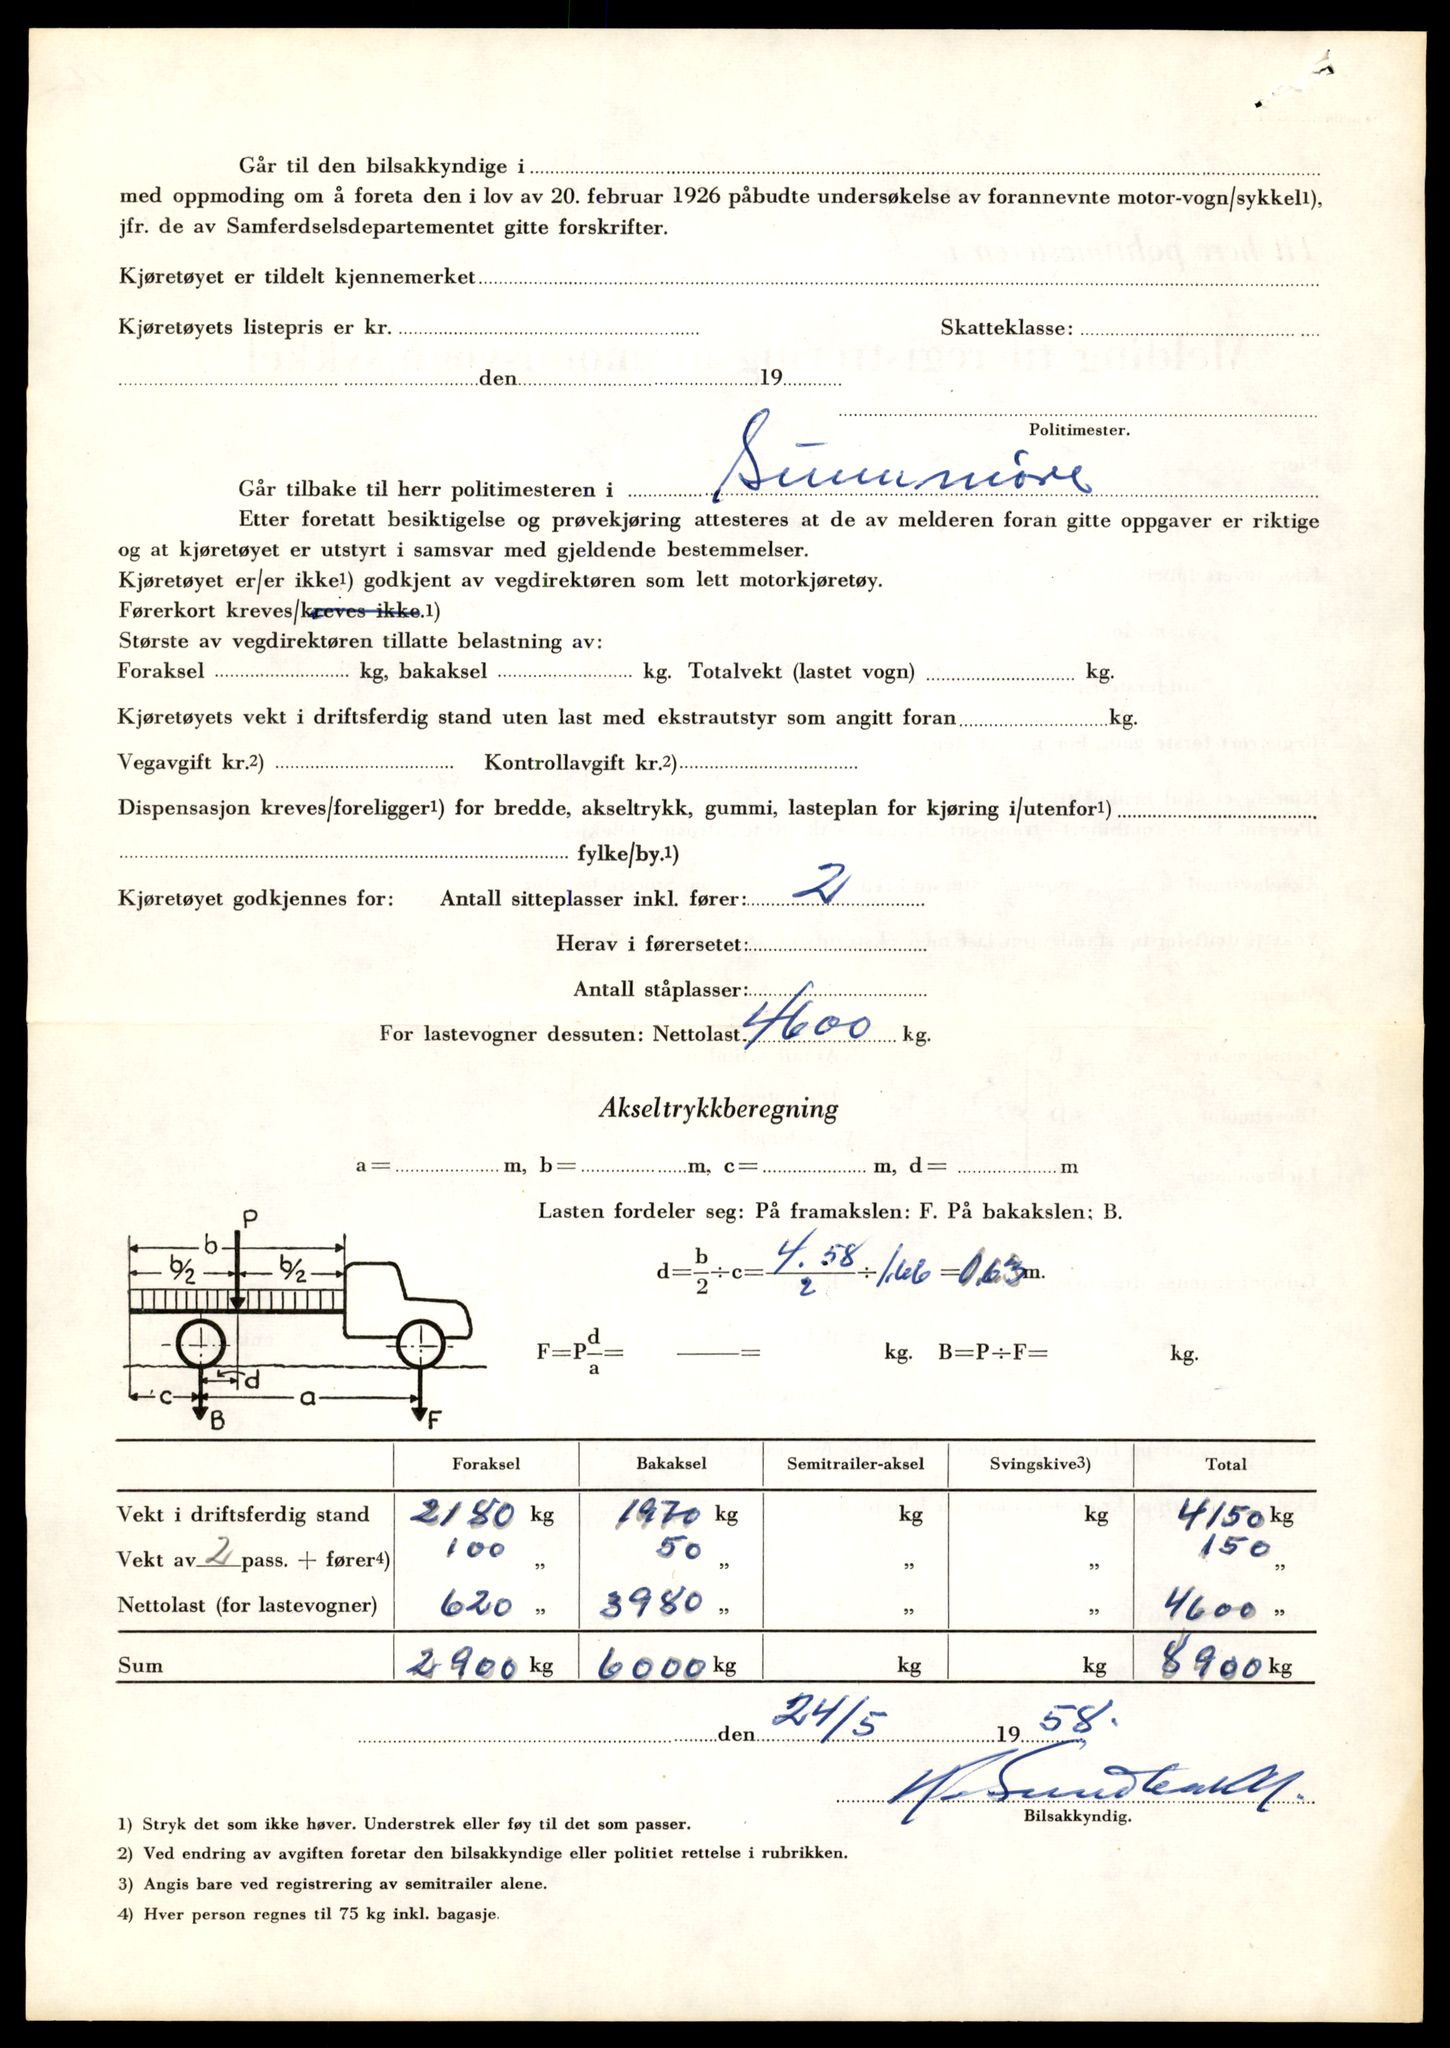 Går til den bilsakkyndige i
med oppmoding om å foreta den i lov av 20. februar 1926 påbudte undersøkelse av forannevnte motor-vogn/sykkel1),
jfr. de av Samferdselsdepartementet gitte forskrifter.
Kjøretøyet er tildelt kjennemerket
Kjøretøyets listepris er kr. Skatteklasse:
den 19
Politimester.
Går tilbake til herr politimesteren i Sunnmøre
Etter foretatt besiktigelse og prøvekjøring attesteres at de av melderen foran gitte oppgaver er riktige
og at kjøretøyet er utstyrt i samsvar med gjeldende bestemmelser.
Kjøretøyet er/er ikke1) godkjent av vegdirektøren som lett motorkjøretøy.
Førerkort kreves/kreves ikke.1)
Største av vegdirektøren tillatte belastning av:
Foraksel kg, bakaksel kg. Totalvekt (lastet vogn) kg.
Kjøretøyets vekt i driftsferdig stand uten last med ekstrautstyr som angitt foran kg.
Vegavgift kr.2) Kontrollavgift kr.2)
Dispensasjon kreves/foreligger1) for bredde, akseltrykk, gummi, lasteplan for kjøring i/utenfor1)
fylke/by.1)
Kjøretøyet godkjennes for: Antall sitteplasser inkl. fører: 2
Herav i førersetet:
Antall ståplasser:
For lastevogner dessuten: Nettolast 4600 kg.
Akseltrykkberegning
a= m, b= m, c= m, d= m
Lasten fordeler seg: På framakslen: F. På bakakslen: B.
P
b
b/2 b/2
d=b/2÷c=4.58/2÷1.66=0.63 m.
F=P d/a= = kg. B=P÷F= kg.
d
c a
B F
Foraksel Bakaksel Semitrailer-aksel Svingskive3) Total
Vekt i driftsferdig stand 2180 kg 1970 kg kg kg 4150 kg
Vekt av 2 pass. + fører4) 100 „ 50 „ „ „ 150 „
Nettolast (for lastevogner) 620 „ 3980 „ „ „ 4600 „
Sum 2900 kg 6000 kg kg kg 8900 kg
den 24/5 19 58.
Bilsakkyndig.
1) Stryk det som ikke høver. Understrek eller føy til det som passer.
2) Ved endring av avgiften foretar den bilsakkyndige eller politiet rettelse i rubrikken.
3) Angis bare ved registrering av semitrailer alene.
4) Hver person regnes til 75 kg inkl. bagasje.